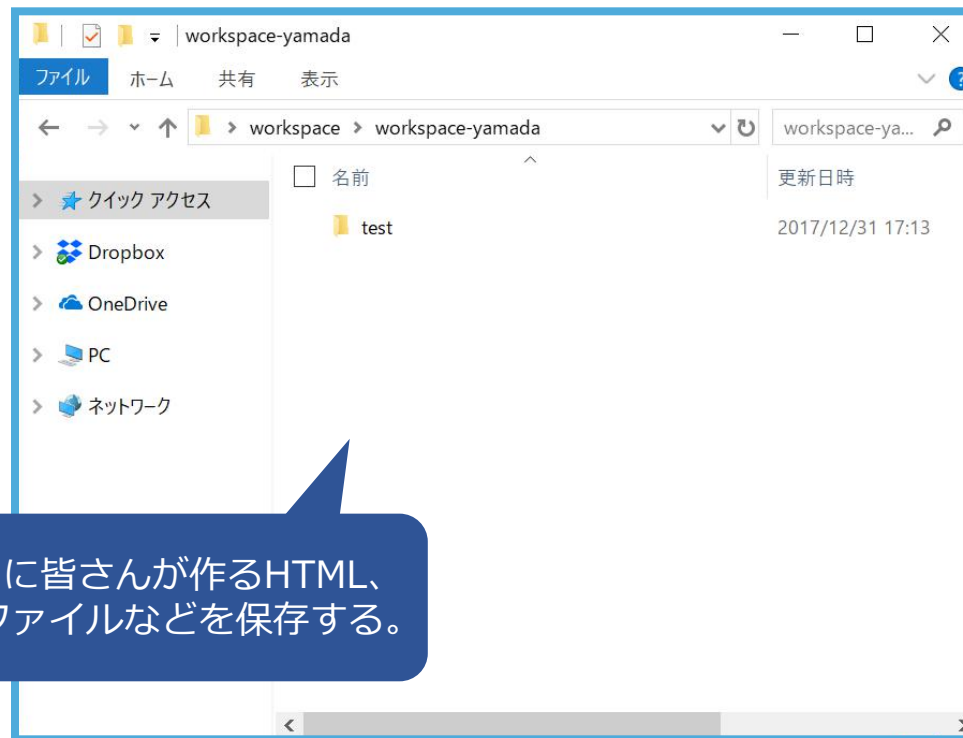 workspace-yamada
ファイル ホーム 共有 表示
workspace workspace-yamada workspace-ya...
名前 更新日時
クイック アクセス
test 2017/12/31 17:13
Dropbox
OneDrive
PC
ネットワーク
に皆さんが作るHTML、
ファイルなどを保存する。